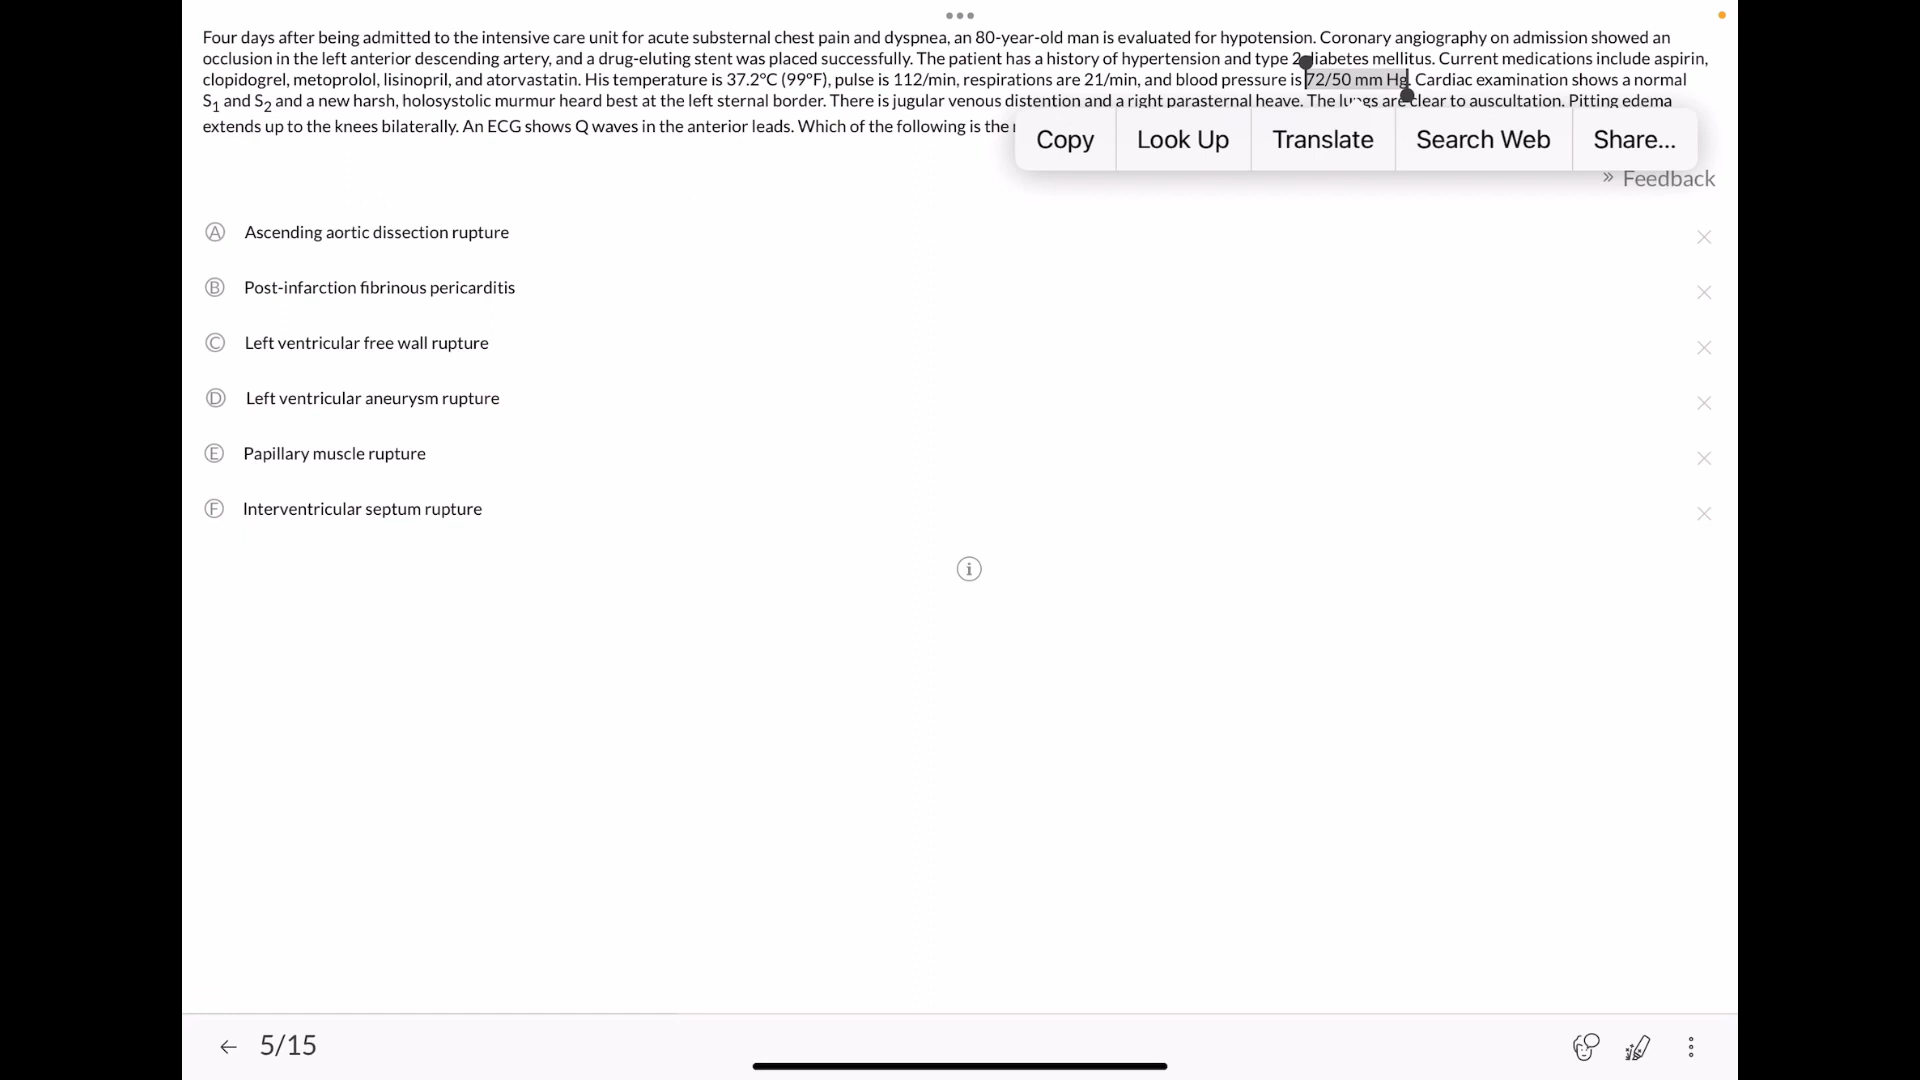 Four days after being admitted to the intensive care unit for acute substernal chest pain and dyspnea, an 80-year-old man is evaluated for hypotension. Coronary angiography on admission showed an
occlusion in the left anterior descending artery, and a drug-eluting stent was placed successfully. The patient has a history of hypertension and type 2 diabetes mellitus. Current medications include aspirin,
clopidogrel, metoprolol, lisinopril, and atorvastatin. His temperature is 37.2°C (99°F), pulse is 112/min, respirations are 21/min, and blood pressure is 72/50 mm Hg. Cardiac examination shows a normal
S1 and S2 and a new harsh, holosystolic murmur heard best at the left sternal border. There is jugular venous distention and a right parasternal heave. The lungs are clear to auscultation. Pitting edema
extends up to the knees bilaterally. An ECG shows Q waves in the anterior leads. Which of the following is the
Copy Look Up Translate Search Web Share...
» Feedback
A Ascending aortic dissection rupture
B Post-infarction fibrinous pericarditis
C Left ventricular free wall rupture
D Left ventricular aneurysm rupture
E Papillary muscle rupture
F Interventricular septum rupture
5/15